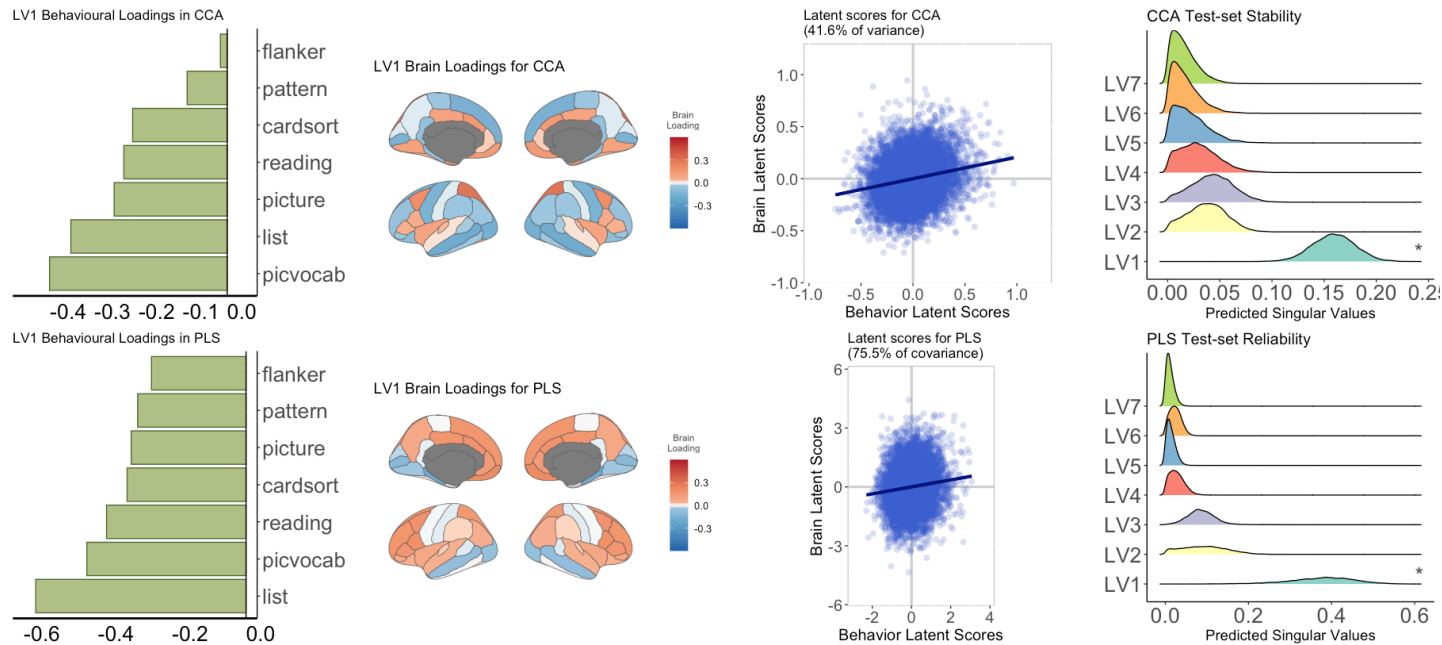 LV1 Behavioural Loadings in CCA
flanker
pattern
cardsort
reading
picture
list
picvocab
-0.4 -0.3 -0.2 -0.1 0.0
LV1 Brain Loadings for CCA
Brain
Loading
0.3
0.0
-0.3
Latent scores for CCA
(41.6% of variance)
Brain Latent Scores
1.0
0.5
0.0
-0.5
-1.0
-1.0 -0.5 0.0 0.5 1.0
Behavior Latent Scores
CCA Test-set Stability
LV7
LV6
LV5
LV4
LV3
LV2
LV1
*
0.00 0.05 0.10 0.15 0.20 0.25
Predicted Singular Values
LV1 Behavioural Loadings in PLS
flanker
pattern
picture
cardsort
reading
picvocab
list
-0.6 -0.4 -0.2 0.0
LV1 Brain Loadings for PLS
Brain
Loading
0.3
0.0
-0.3
Latent scores for PLS
(75.5% of covariance)
Brain Latent Scores
6
3
0
-3
-6
-2 0 2 4
Behavior Latent Scores
PLS Test-set Reliability
LV7
LV6
LV5
LV4
LV3
LV2
LV1
*
0.0 0.2 0.4 0.6
Predicted Singular Values